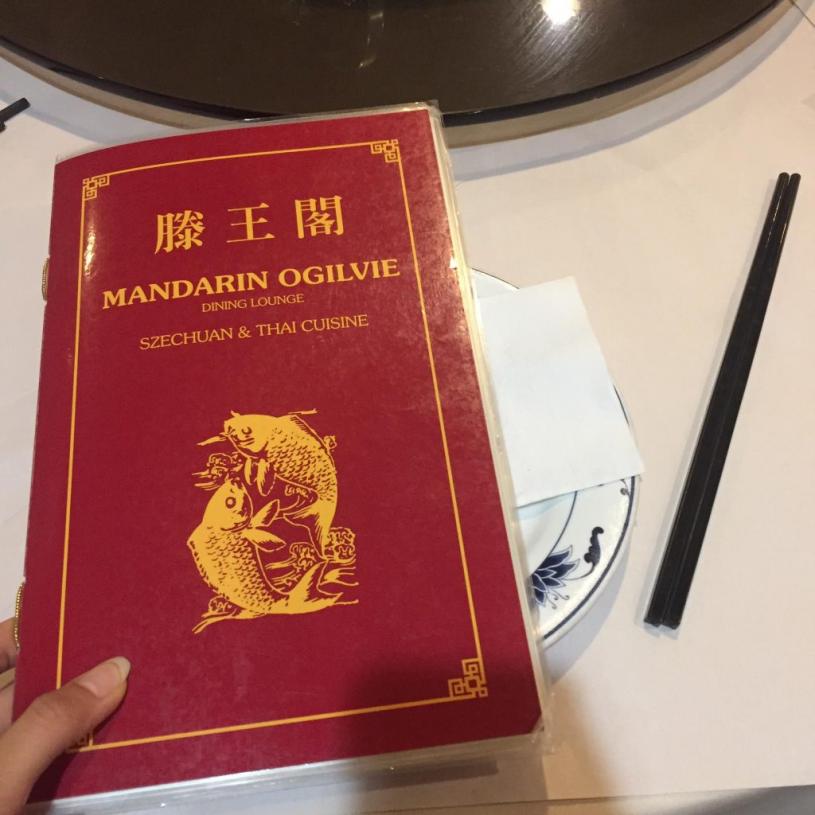 滕王閣
MANDARIN OGILVIE
DINING LOUNGE
SZECHUAN & THAI CUISINE